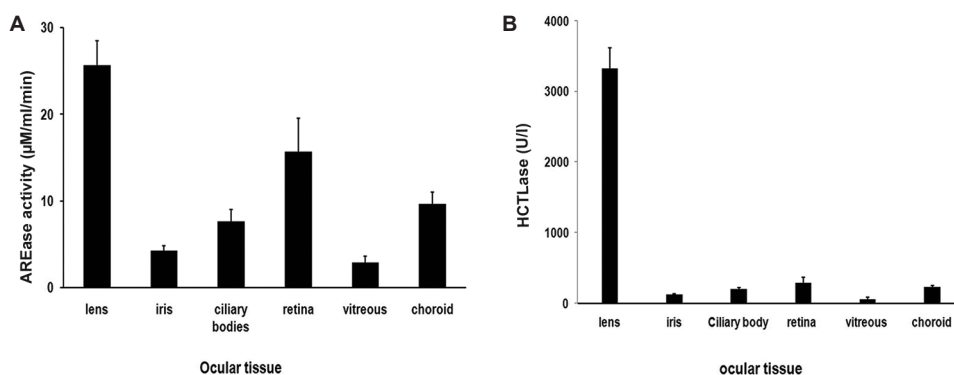 A
AREase activity (µM/ml/min)
30
20
10
0
lens iris ciliary bodies retina vitreous choroid
Ocular tissue
B
HCTLase (U/l)
4000
3000
2000
1000
0
lens iris Ciliary body retina vitreous choroid
ocular tissue